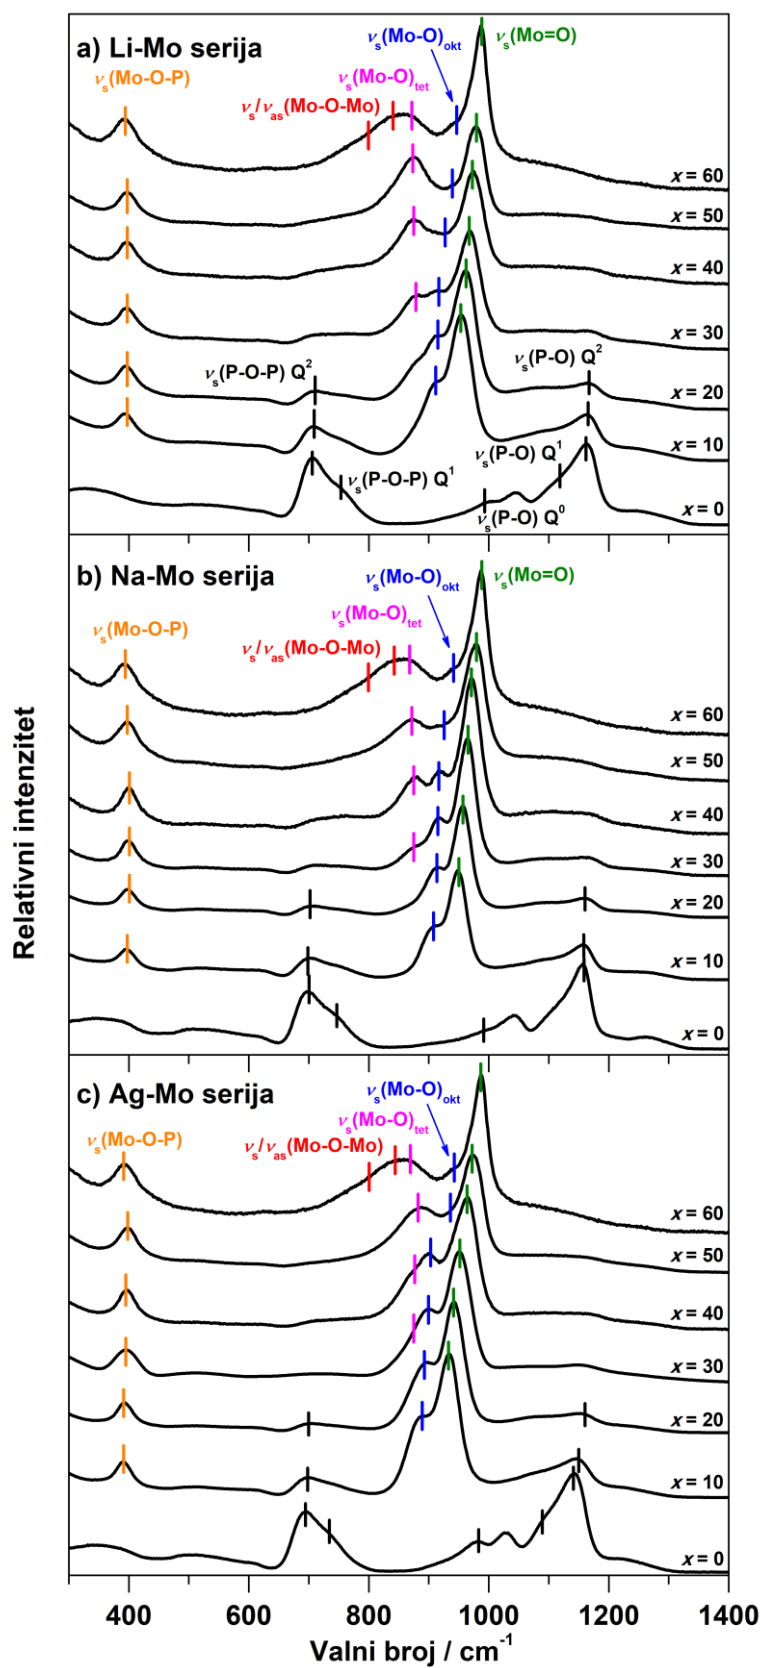 a) Li-Mo serija
νs(Mo-O)okt
νs(Mo=O)
νs(Mo-O-P)
νs(Mo-O)tet
νs/νas(Mo-O-Mo)
x = 60
x = 50
x = 40
x = 30
νs(P-O-P) Q²
νs(P-O) Q²
x = 20
x = 10
νs(P-O) Q¹
νs(P-O-P) Q¹
νs(P-O) Q⁰
x = 0
b) Na-Mo serija
νs(Mo-O)okt
νs(Mo=O)
νs(Mo-O)tet
νs(Mo-O-P)
νs/νas(Mo-O-Mo)
x = 60
x = 50
x = 40
x = 30
x = 20
x = 10
x = 0
Relativni intenzitet
c) Ag-Mo serija
νs(Mo-O)okt
νs(Mo=O)
νs(Mo-O)tet
νs(Mo-O-P)
νs/νas(Mo-O-Mo)
x = 60
x = 50
x = 40
x = 30
x = 20
x = 10
x = 0
400 600 800 1000 1200 1400
Valni broj / cm⁻¹